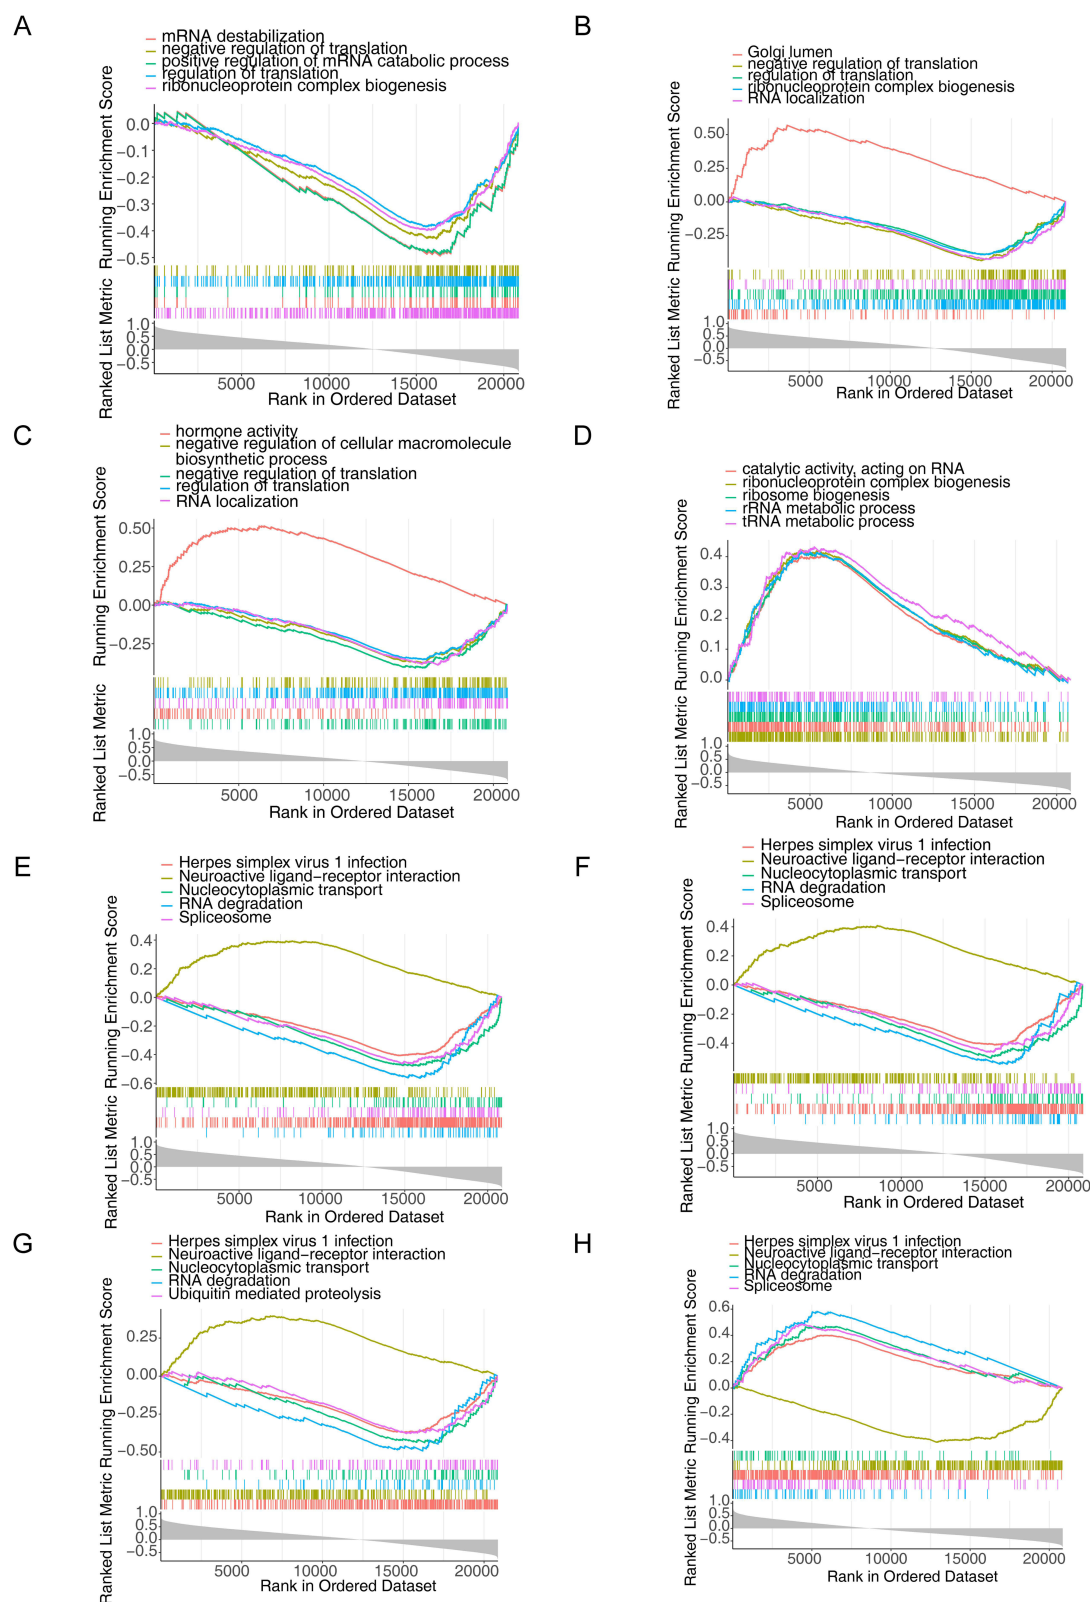 A
mRNA destabilization
negative regulation of translation
positive regulation of mRNA catabolic process
regulation of translation
ribonucleoprotein complex biogenesis
Running Enrichment Score
0.0
−0.1
−0.2
−0.3
−0.4
−0.5
Ranked List Metric
1.0
0.5
0.0
−0.5
5000 10000 15000 20000
Rank in Ordered Dataset
B
Golgi lumen
negative regulation of translation
regulation of translation
ribonucleoprotein complex biogenesis
RNA localization
Running Enrichment Score
0.50
0.25
0.00
−0.25
Ranked List Metric
1.0
0.5
0.0
−0.5
5000 10000 15000 20000
Rank in Ordered Dataset
C
hormone activity
negative regulation of cellular macromolecule
biosynthetic process
negative regulation of translation
regulation of translation
RNA localization
Running Enrichment Score
0.50
0.25
0.00
−0.25
Ranked List Metric
1.0
0.5
0.0
−0.5
5000 10000 15000 20000
Rank in Ordered Dataset
D
catalytic activity, acting on RNA
ribonucleoprotein complex biogenesis
ribosome biogenesis
rRNA metabolic process
tRNA metabolic process
Running Enrichment Score
0.4
0.3
0.2
0.1
0.0
Ranked List Metric
1.0
0.5
0.0
−0.5
5000 10000 15000 20000
Rank in Ordered Dataset
E
Herpes simplex virus 1 infection
Neuroactive ligand−receptor interaction
Nucleocytoplasmic transport
RNA degradation
Spliceosome
Running Enrichment Score
0.4
0.2
0.0
−0.2
−0.4
−0.6
Ranked List Metric
1.0
0.5
0.0
−0.5
5000 10000 15000 20000
Rank in Ordered Dataset
F
Herpes simplex virus 1 infection
Neuroactive ligand−receptor interaction
Nucleocytoplasmic transport
RNA degradation
Spliceosome
Running Enrichment Score
0.4
0.2
0.0
−0.2
−0.4
Ranked List Metric
1.0
0.5
0.0
−0.5
5000 10000 15000 20000
Rank in Ordered Dataset
G
Herpes simplex virus 1 infection
Neuroactive ligand−receptor interaction
Nucleocytoplasmic transport
RNA degradation
Ubiquitin mediated proteolysis
Running Enrichment Score
0.25
0.00
−0.25
−0.50
Ranked List Metric
1.0
0.5
0.0
−0.5
5000 10000 15000 20000
Rank in Ordered Dataset
H
Herpes simplex virus 1 infection
Neuroactive ligand−receptor interaction
Nucleocytoplasmic transport
RNA degradation
Spliceosome
Running Enrichment Score
0.6
0.4
0.2
0.0
−0.2
−0.4
Ranked List Metric
1.0
0.5
0.0
−0.5
5000 10000 15000 20000
Rank in Ordered Dataset